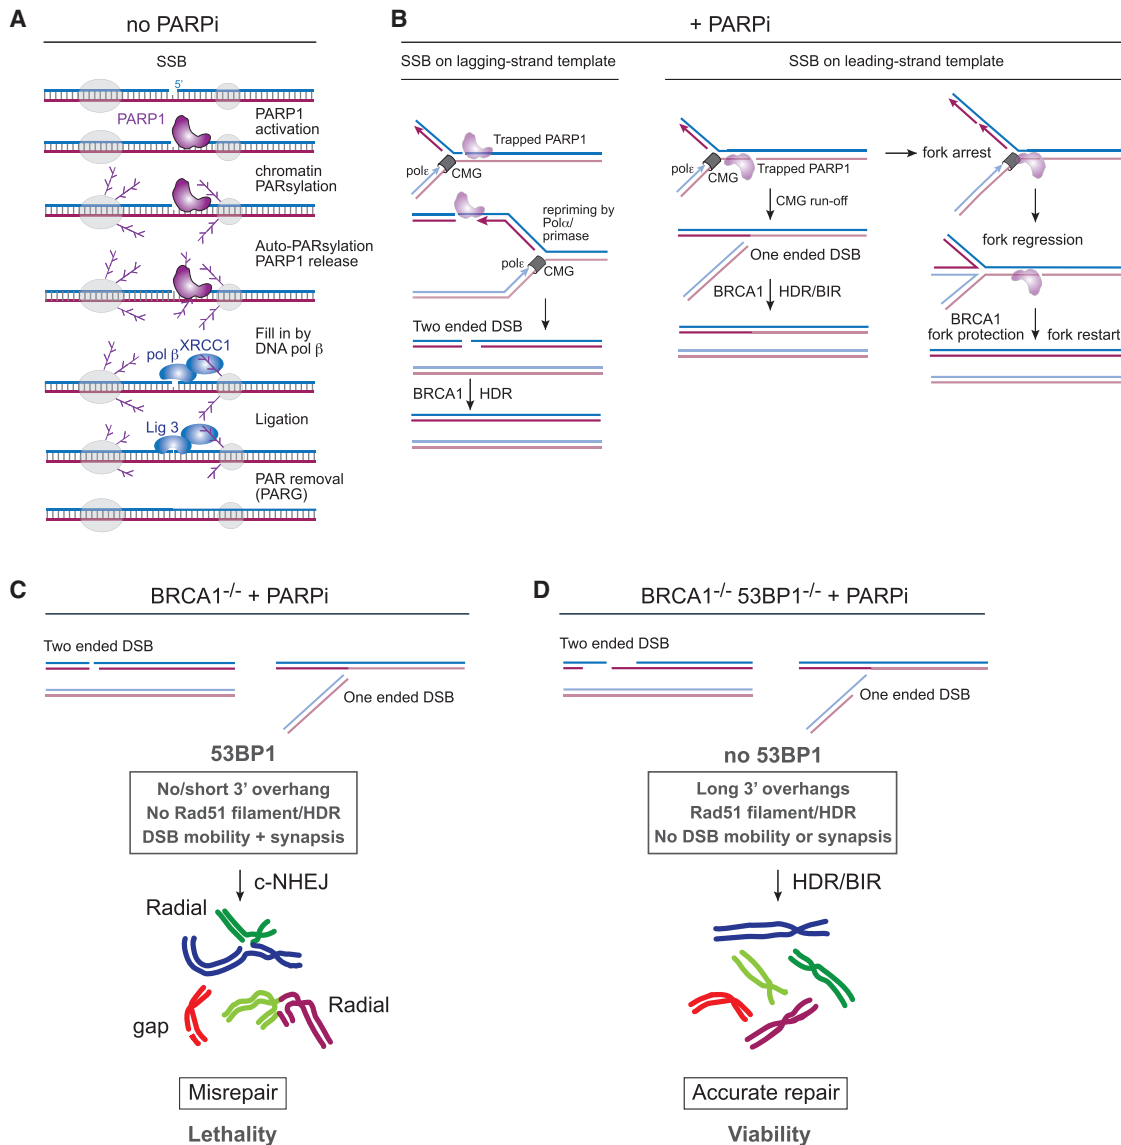 A
no PARPi
SSB
5'
PARP1
PARP1
activation
chromatin
PARsylation
Auto-PARsylation
PARP1 release
Fill in by
DNA pol β
pol β
XRCC1
Ligation
Lig 3
PAR removal
(PARG)
B
+ PARPi
SSB on lagging-strand template
Trapped PARP1
polε
CMG
repriming by
Polα/
primase
polε
CMG
Two ended DSB
BRCA1
HDR
SSB on leading-strand template
polε
CMG
Trapped PARP1
CMG run-off
One ended DSB
BRCA1
HDR/BIR
fork arrest
fork regression
BRCA1
fork protection
fork restart
C
BRCA1-/- + PARPi
Two ended DSB
One ended DSB
53BP1
No/short 3’ overhang
No Rad51 filament/HDR
DSB mobility + synapsis
c-NHEJ
Radial
gap
Radial
Misrepair
Lethality
D
BRCA1-/- 53BP1-/- + PARPi
Two ended DSB
One ended DSB
no 53BP1
Long 3’ overhangs
Rad51 filament/HDR
No DSB mobility or synapsis
HDR/BIR
Accurate repair
Viability